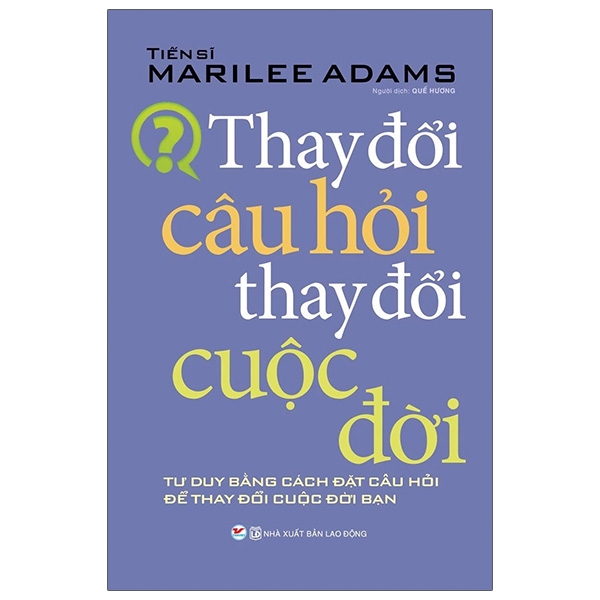 TIẾN SĨ
MARILEE ADAMS
Người dịch: QUẾ HƯƠNG
?
Thay đổi
câu hỏi
thay đổi
cuộc
đời
TƯ DUY BẰNG CÁCH ĐẶT CÂU HỎI
ĐỂ THAY ĐỔI CUỘC ĐỜI BẠN
LĐ NHÀ XUẤT BẢN LAO ĐỘNG